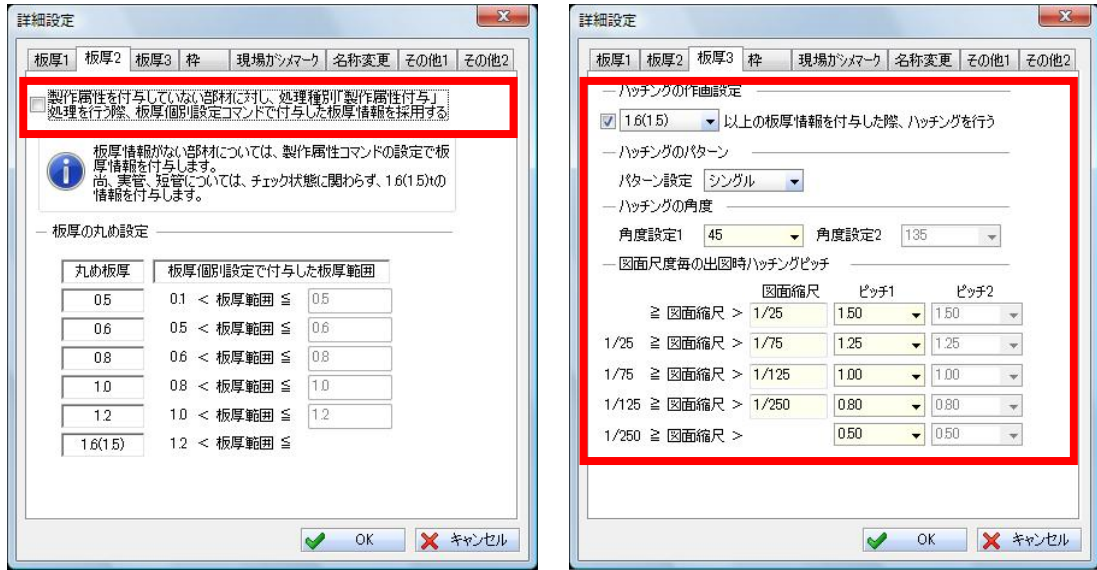 詳細設定
板厚1 板厚2 板厚3 枠 現場ガシメマーク 名称変更 その他1 その他2
製作属性を付与していない部材に対し、処理種別「製作属性付与」
処理を行う際、板厚個別設定コマンドで付与した板厚情報を採用する
板厚情報がない部材については、製作属性コマンドの設定で板
厚情報を付与します。
尚、実管、短管については、チェック状態に関わらず、1.6(1.5)tの
情報を付与します。
板厚の丸め設定
丸め板厚 板厚個別設定で付与した板厚範囲
0.5 0.1 < 板厚範囲 ≦ 0.5
0.6 0.5 < 板厚範囲 ≦ 0.6
0.8 0.6 < 板厚範囲 ≦ 0.8
1.0 0.8 < 板厚範囲 ≦ 1.0
1.2 1.0 < 板厚範囲 ≦ 1.2
1.6(1.5) 1.2 < 板厚範囲 ≦
OK キャンセル
詳細設定
板厚1 板厚2 板厚3 枠 現場ガシメマーク 名称変更 その他1 その他2
ハッチングの作画設定
1.6(1.5) 以上の板厚情報を付与した際、ハッチングを行う
ハッチングのパターン
パターン設定 シングル
ハッチングの角度
角度設定1 45 角度設定2 135
図面尺度毎の出図時ハッチングピッチ
図面縮尺 ピッチ1 ピッチ2
≧ 図面縮尺 > 1/25 1.50 1.50
1/25 ≧ 図面縮尺 > 1/75 1.25 1.25
1/75 ≧ 図面縮尺 > 1/125 1.00 1.00
1/125 ≧ 図面縮尺 > 1/250 0.80 0.80
1/250 ≧ 図面縮尺 > 0.50 0.50
OK キャンセル